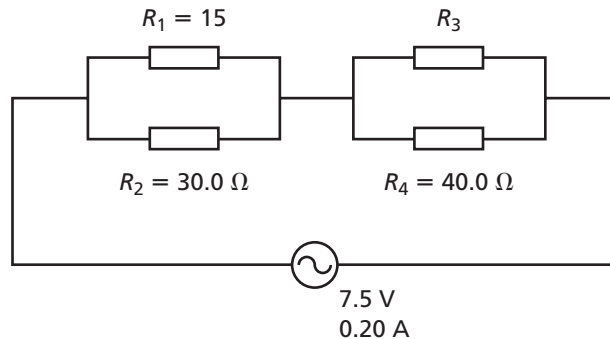 R₁ = 15
R₃
R₂ = 30.0 Ω
R₄ = 40.0 Ω
7.5 V
0.20 A